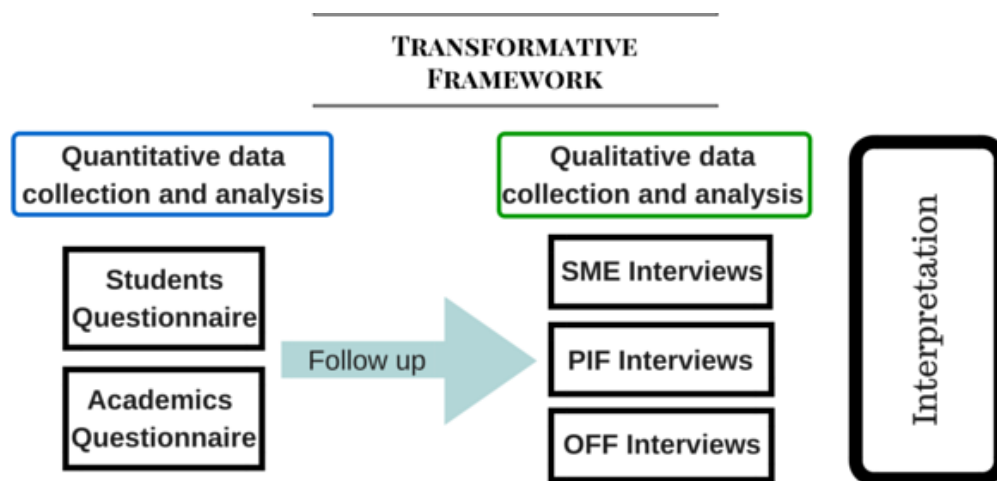 TRANSFORMATIVE
FRAMEWORK
Quantitative data
collection and analysis
Students
Questionnaire
Academics
Questionnaire
Follow up
Qualitative data
collection and analysis
SME Interviews
PIF Interviews
OFF Interviews
Interpretation